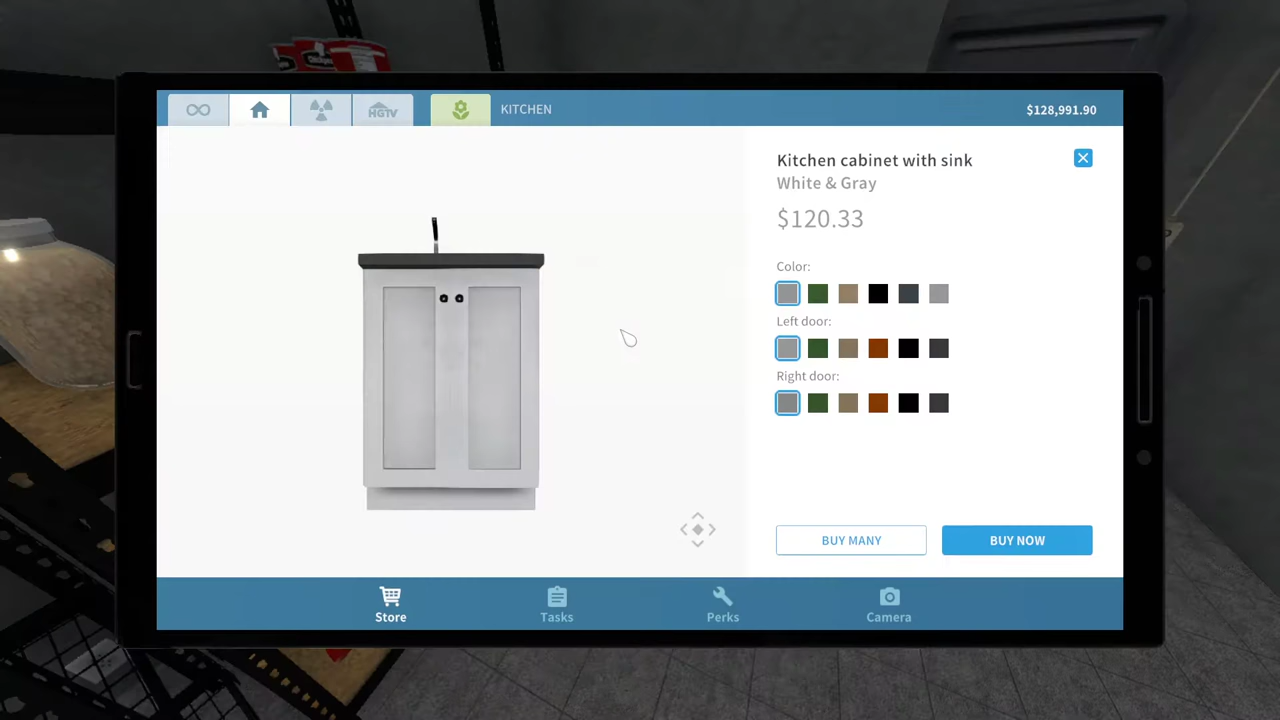 HGTV
KITCHEN
$128,991.90
Kitchen cabinet with sink
White & Gray
$120.33
Color:
Left door:
Right door:
BUY MANY
BUY NOW
Store
Tasks
Perks
Camera